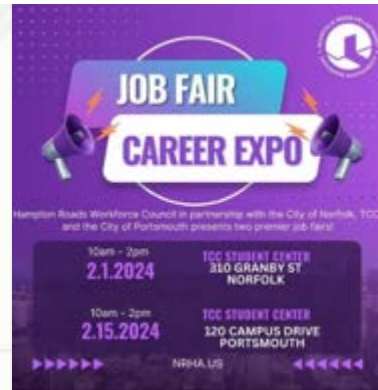 JOB FAIR
CAREER EXPO
Hampton Roads Workforce Council in partnership with the City of Norfolk, TCC
and the City of Portsmouth presents two premier job fairs!
10am - 2pm
2.1.2024
TCC STUDENT CENTER
310 GRANBY ST
NORFOLK
10am - 2pm
2.15.2024
TCC STUDENT CENTER
120 CAMPUS DRIVE
PORTSMOUTH
NRHA.US